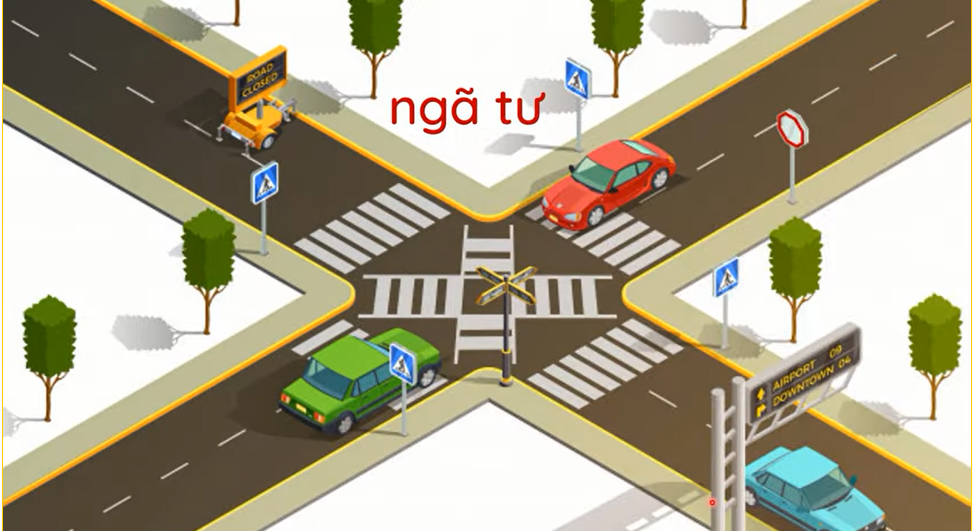 ROAD
CLOSED
ngã tư
AIRPORT 09
DOWNTOWN 04